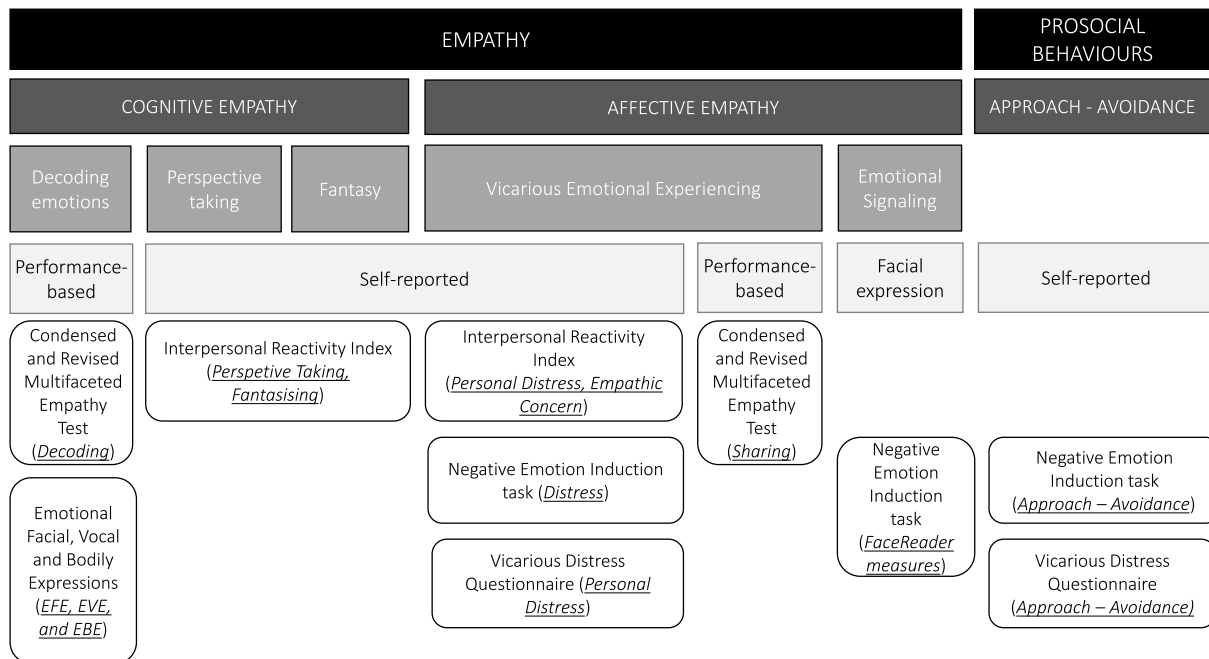 EMPATHY
PROSOCIAL
BEHAVIOURS
COGNITIVE EMPATHY
AFFECTIVE EMPATHY
APPROACH - AVOIDANCE
Decoding
emotions
Perspective
taking
Fantasy
Vicarious Emotional Experiencing
Emotional
Signaling
Performance-
based
Self-reported
Performance-
based
Facial
expression
Self-reported
Condensed
and Revised
Multifaceted
Empathy
Test
(Decoding)
Interpersonal Reactivity Index
(Perspetive Taking,
Fantasising)
Interpersonal Reactivity
Index
(Personal Distress, Empathic
Concern)
Condensed
and Revised
Multifaceted
Empathy
Test
(Sharing)
Negative Emotion Induction
task (Distress)
Negative
Emotion
Induction
task
(FaceReader
measures)
Negative Emotion
Induction task
(Approach – Avoidance)
Emotional
Facial, Vocal
and Bodily
Expressions
(EFE, EVE,
and EBE)
Vicarious Distress
Questionnaire (Personal
Distress)
Vicarious Distress
Questionnaire
(Approach – Avoidance)